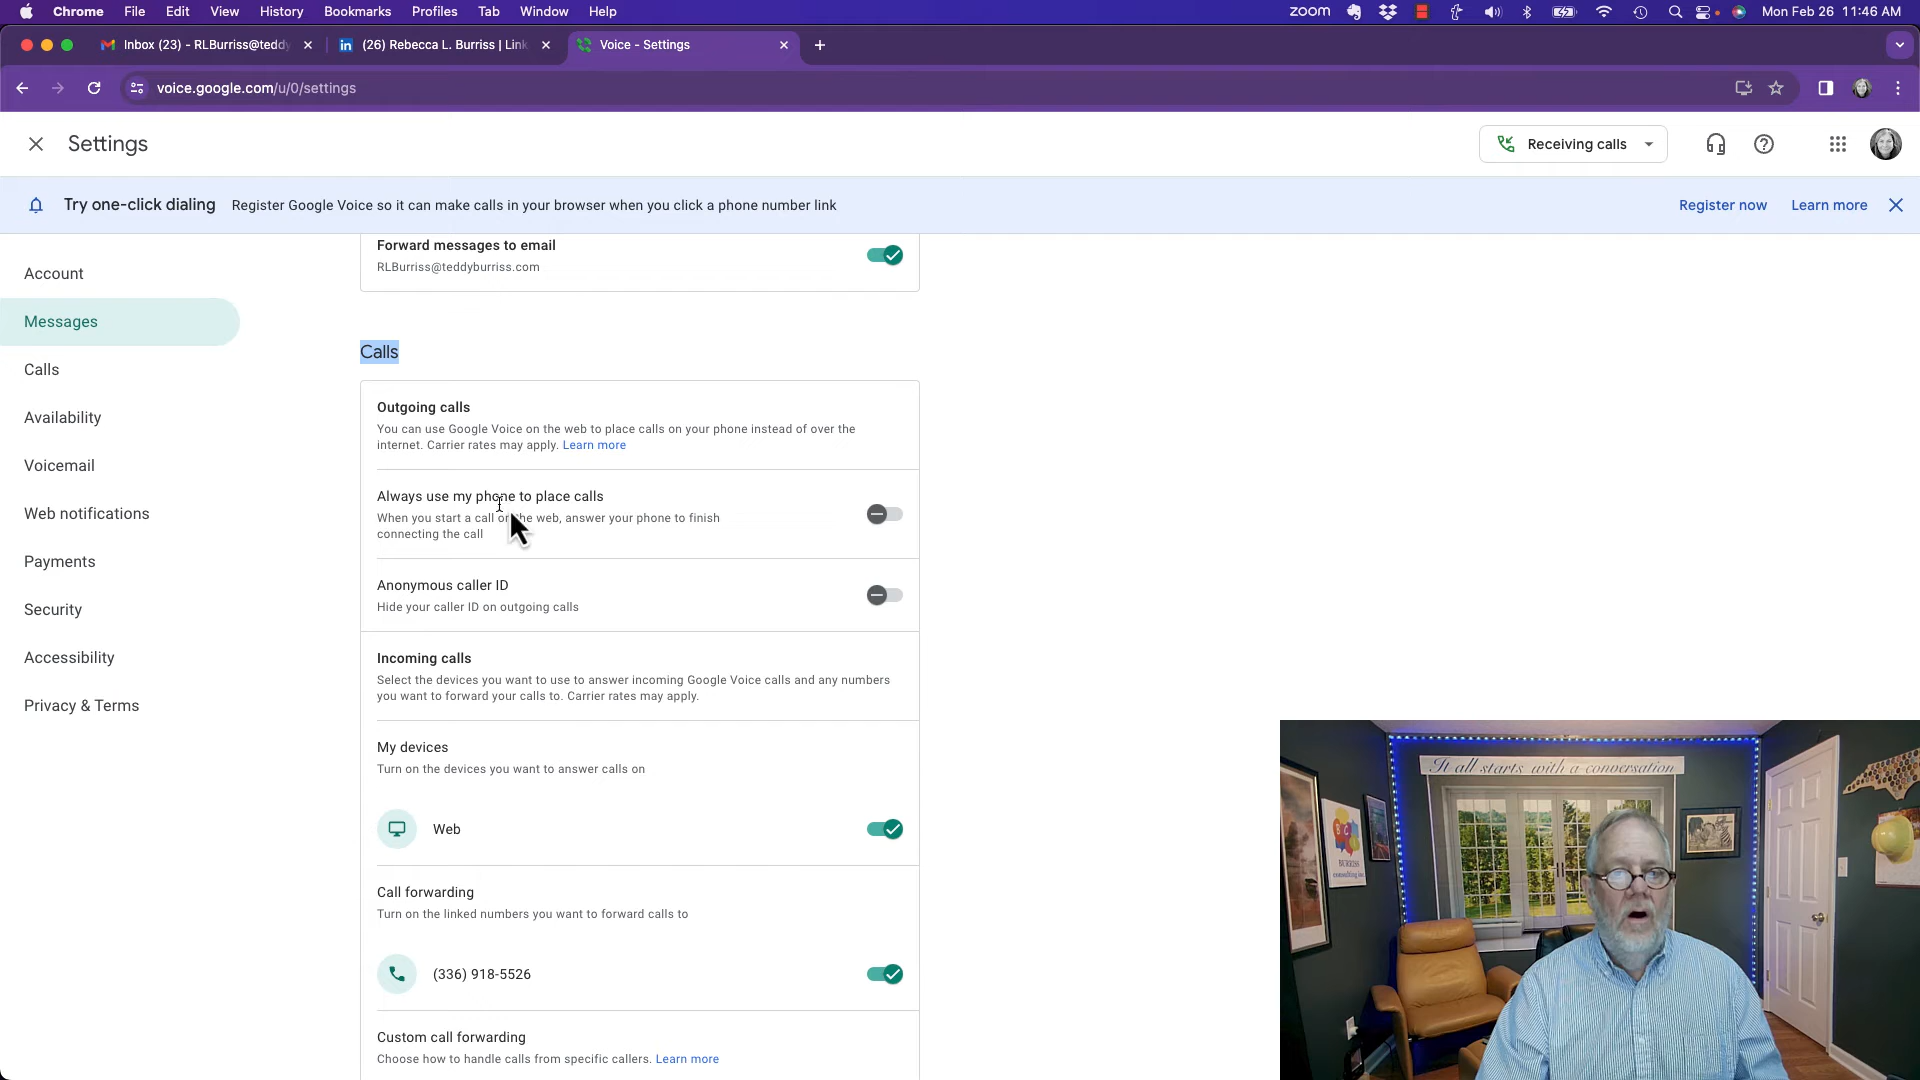 Chrome File Edit View History Bookmarks Profiles Tab Window Help
zoom
Mon Feb 26 11:46 AM
Inbox (23) - RLBurriss@teddy
(26) Rebecca L. Burriss | Link
Voice - Settings
voice.google.com/u/0/settings
Settings
Receiving calls
Try one-click dialing Register Google Voice so it can make calls in your browser when you click a phone number link
Register now Learn more
Account
Messages
Calls
Availability
Voicemail
Web notifications
Payments
Security
Accessibility
Privacy & Terms
Forward messages to email
RLBurriss@teddyburriss.com
Calls
Outgoing calls
You can use Google Voice on the web to place calls on your phone instead of over the
internet. Carrier rates may apply. Learn more
Always use my phone to place calls
When you start a call on the web, answer your phone to finish
connecting the call
Anonymous caller ID
Hide your caller ID on outgoing calls
Incoming calls
Select the devices you want to use to answer incoming Google Voice calls and any numbers
you want to forward your calls to. Carrier rates may apply.
My devices
Turn on the devices you want to answer calls on
Web
Call forwarding
Turn on the linked numbers you want to forward calls to
(336) 918-5526
Custom call forwarding
Choose how to handle calls from specific callers. Learn more
It all starts with a conversation
BURRISS
consulting inc